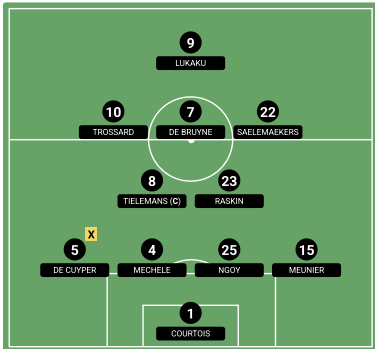 9
LUKAKU
10 7 22
TROSSARD DE BRUYNE SAELEMAEKERS
8 23
TIELEMANS (C) RASKIN
X
5 4 25 15
DE CUYPER MECHELE NGOY MEUNIER
1
COURTOIS